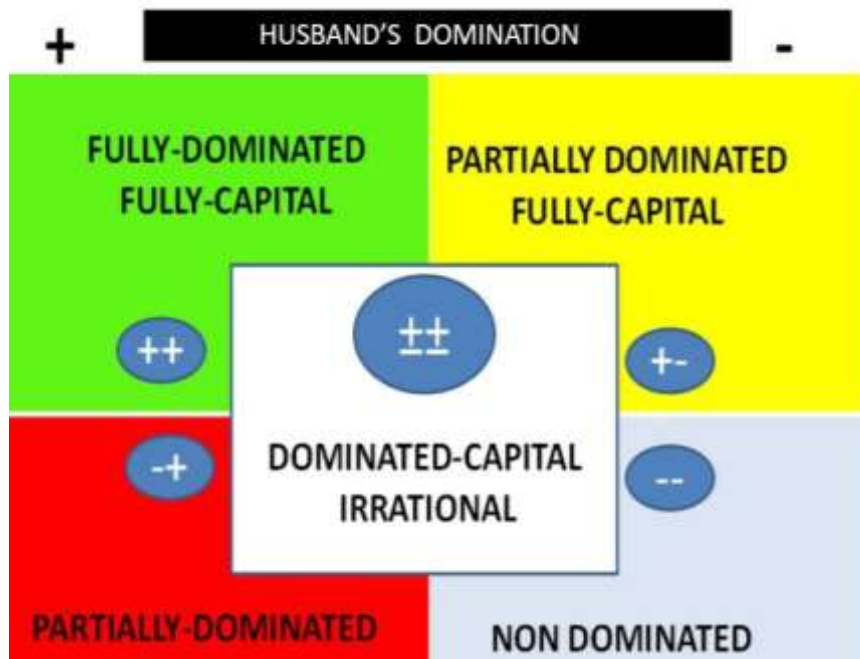 + HUSBAND'S DOMINATION -
FULLY-DOMINATED
FULLY-CAPITAL
PARTIALLY DOMINATED
FULLY-CAPITAL
++
±±
+-
-+
DOMINATED-CAPITAL
IRRATIONAL
--
PARTIALLY-DOMINATED
NON DOMINATED